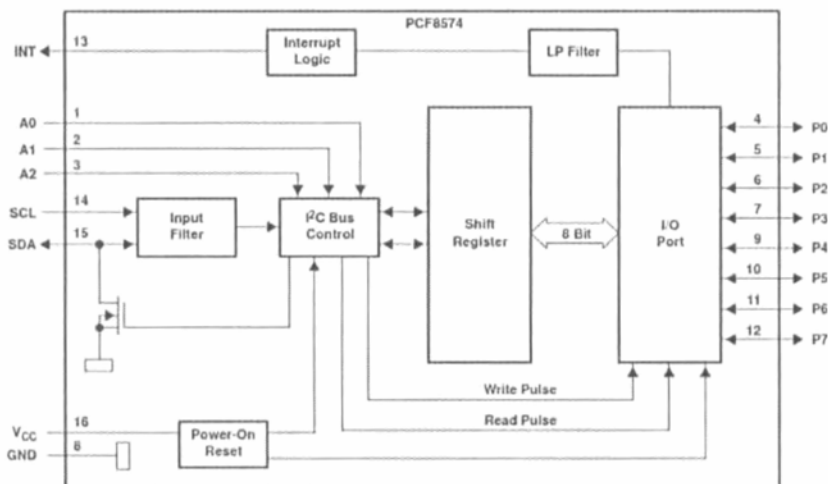 PCF8574
INT
13
Interrupt
Logic
LP Filter
A0
1
A1
2
A2
3
SCL
14
SDA
15
Input
Filter
I²C Bus
Control
Shift
Register
8 Bit
I/O
Port
4
P0
5
P1
6
P2
7
P3
9
P4
10
P5
11
P6
12
P7
Write Pulse
Read Pulse
VCC
16
GND
8
Power-On
Reset